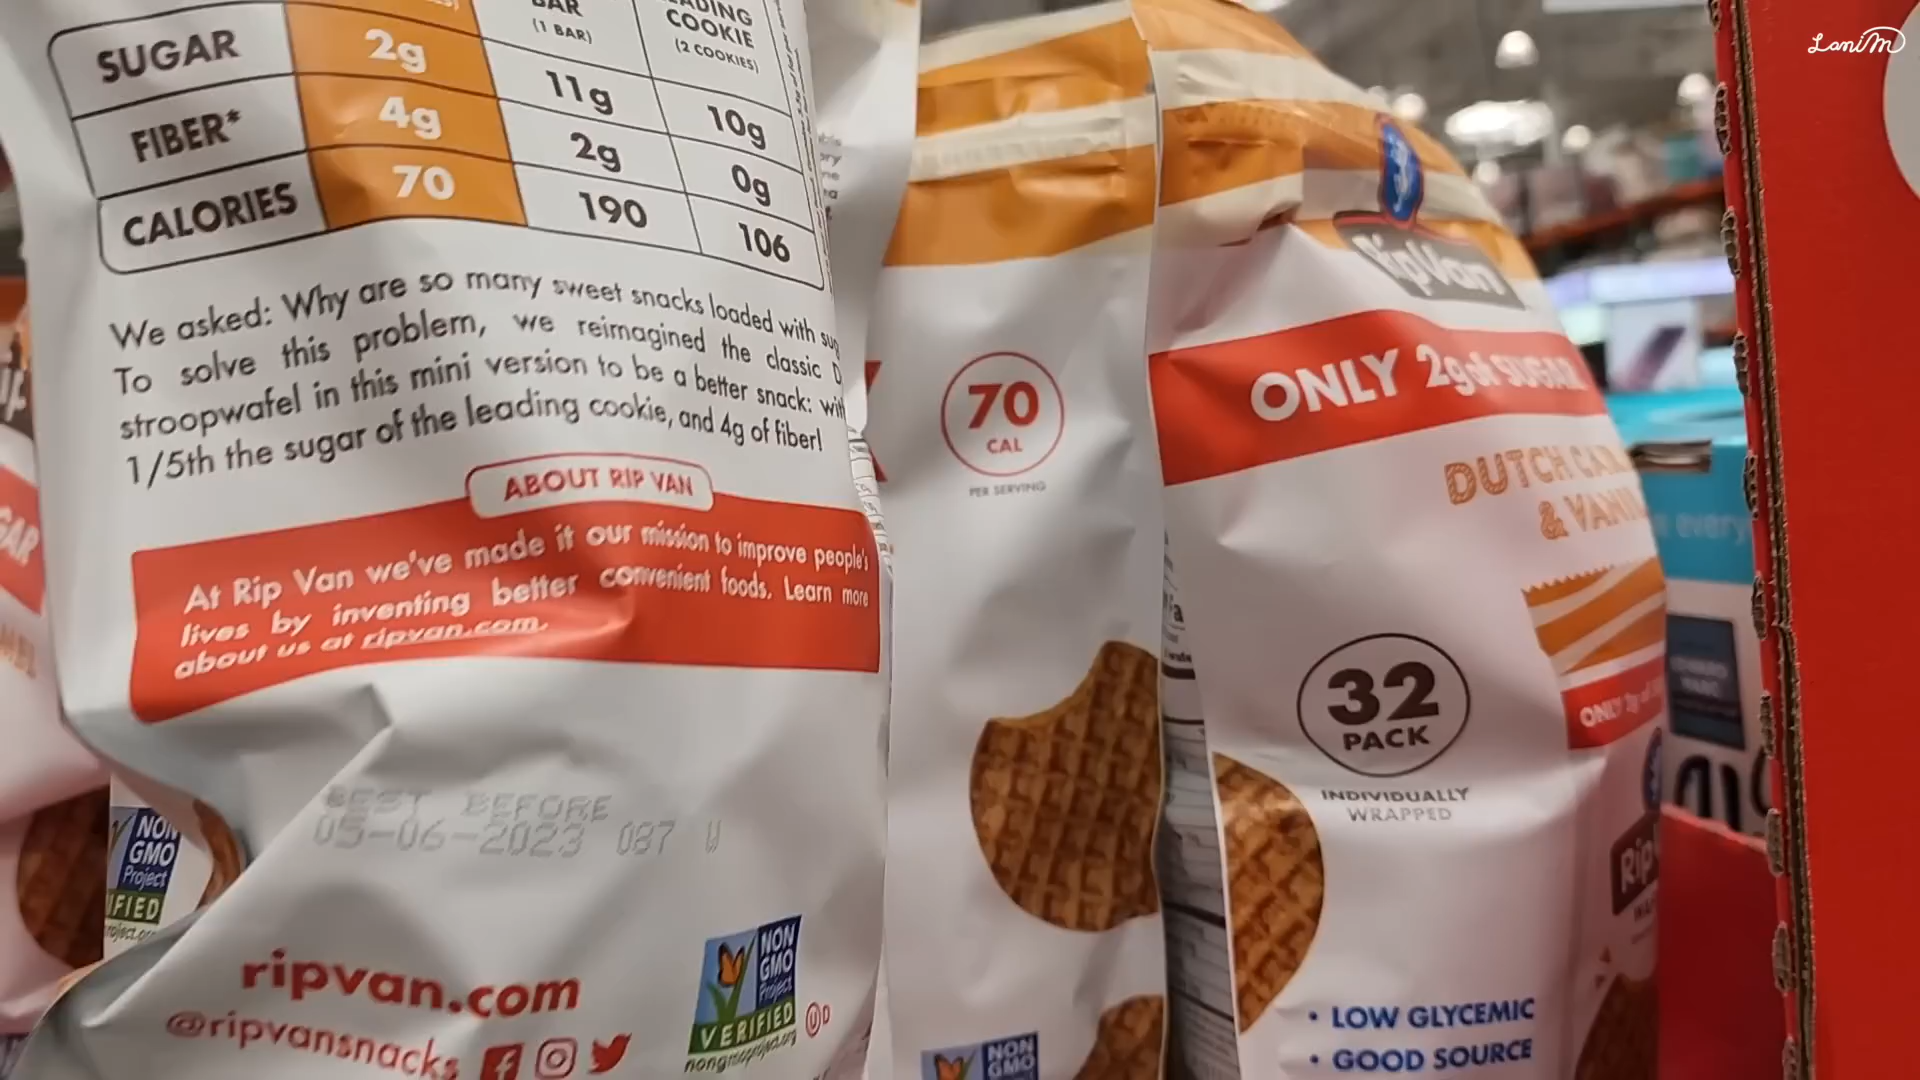 BAR
COOKIE
(1 BAR)
(2 COOKIES)
SUGAR 2g 11g 10g
FIBER* 4g 2g 0g
CALORIES 70 190 106
We asked: Why are so many sweet snacks loaded with
To solve this problem, we reimagined the classic
stroopwafel in this mini version to be a better snack:
1/5th the sugar of the leading cookie, and 4g of fiber!
ABOUT RIP VAN
At Rip Van we've made it our mission to improve people's
lives by inventing better convenient foods. Learn more
about us at ripvan.com.
BEST BEFORE
05-06-2023 087 W
ripvan.com
@ripvansnacks
NON
GMO
Project
VERIFIED
nongmoproject.org
NON
GMO
Project
70
CAL
PER SERVING
NON
GMO
Rip Van
ONLY 2g of SUGAR
DUTCH
&
32
PACK
INDIVIDUALLY
WRAPPED
• LOW GLYCEMIC
• GOOD SOURCE
LaniM